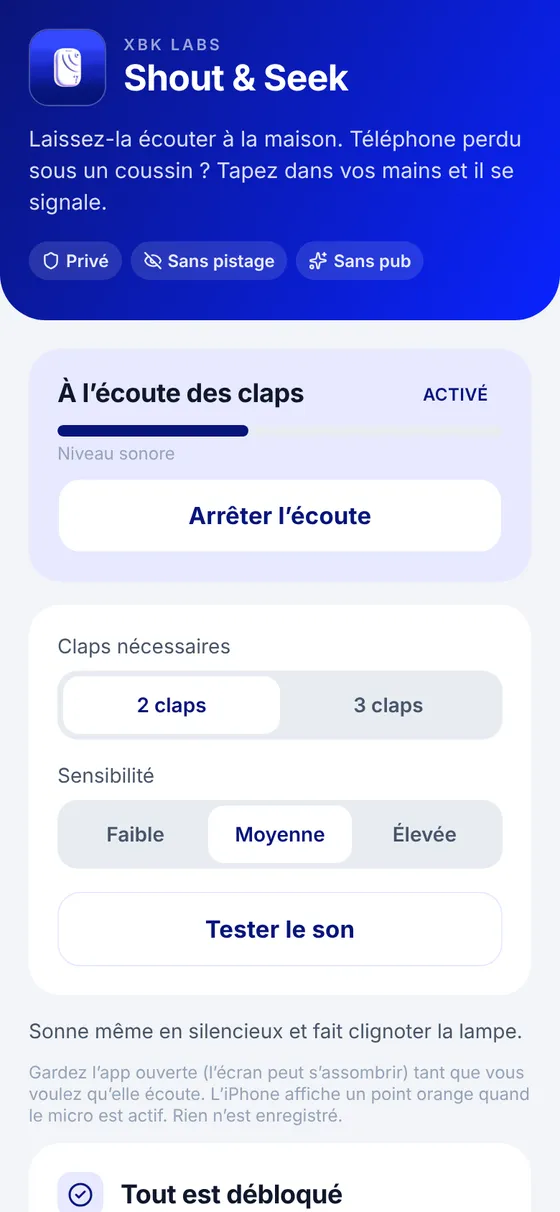 XBK LABS
Shout & Seek
Laissez-la écouter à la maison. Téléphone perdu
sous un coussin ? Tapez dans vos mains et il se
signale.
Privé
Sans pistage
Sans pub
À l’écoute des claps
ACTIVÉ
Niveau sonore
Arrêter l’écoute
Claps nécessaires
2 claps
3 claps
Sensibilité
Faible
Moyenne
Élevée
Tester le son
Sonne même en silencieux et fait clignoter la lampe.
Gardez l’app ouverte (l’écran peut s’assombrir) tant que vous
voulez qu’elle écoute. L’iPhone affiche un point orange quand
le micro est actif. Rien n’est enregistré.
Tout est débloqué